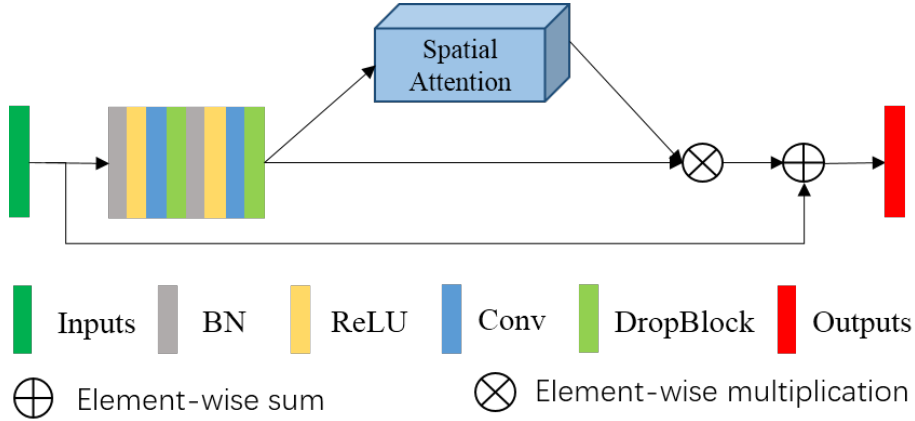 Spatial
Attention
Inputs BN ReLU Conv DropBlock Outputs
Element-wise sum Element-wise multiplication